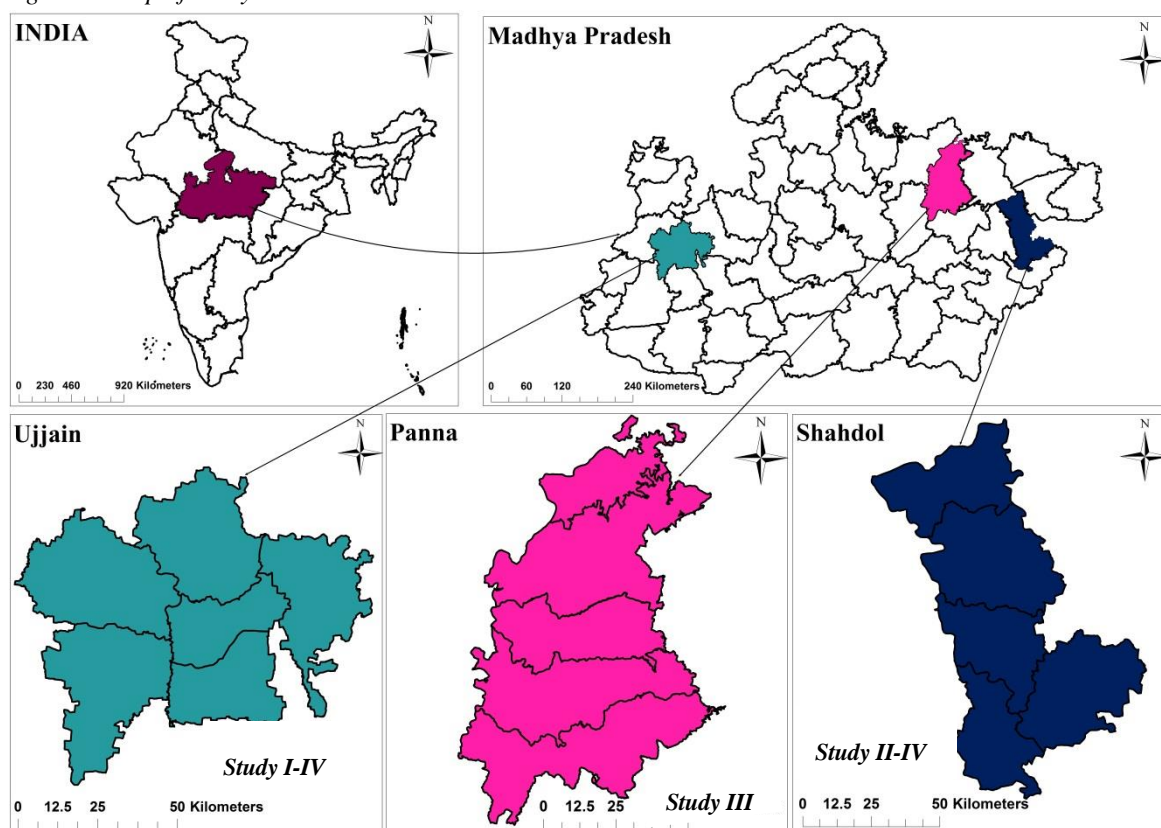 INDIA
N
0 230 460 920 Kilometers
Madhya Pradesh
N
0 60 120 240 Kilometers
Ujjain
N
Study I-IV
0 12.5 25 50 Kilometers
Panna
N
0 12.5 25
Study III
Shahdol
N
Study II-IV
0 12.5 25 50 Kilometers